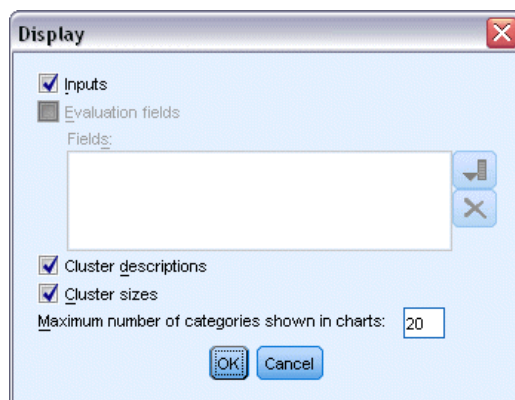 Display
Inputs
Evaluation fields
Fields:
Cluster descriptions
Cluster sizes
Maximum number of categories shown in charts: 20
OK Cancel